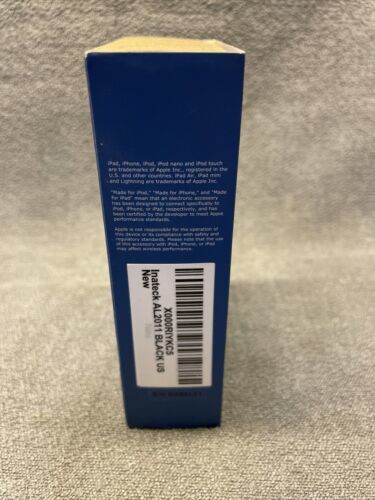 iPad, iPhone, iPod, iPod nano and iPod touch
are trademarks of Apple Inc., registered in the
U.S. and other countries. iPad Air, iPad mini
and Lightning are trademarks of Apple Inc.
"Made for iPod," "Made for iPhone," and "Made
for iPad" mean that an electronic accessory
has been designed to connect specifically to
iPod, iPhone, or iPad, respectively, and has
been certified by the developer to meet Apple
performance standards.
Apple is not responsible for the operation of
this device or its compliance with safety and
regulatory standards. Please note that the use
of this accessory with iPod, iPhone, or iPad
may affect wireless performance.
X000RIYKC5
Inateck AL2011 BLACK US
New